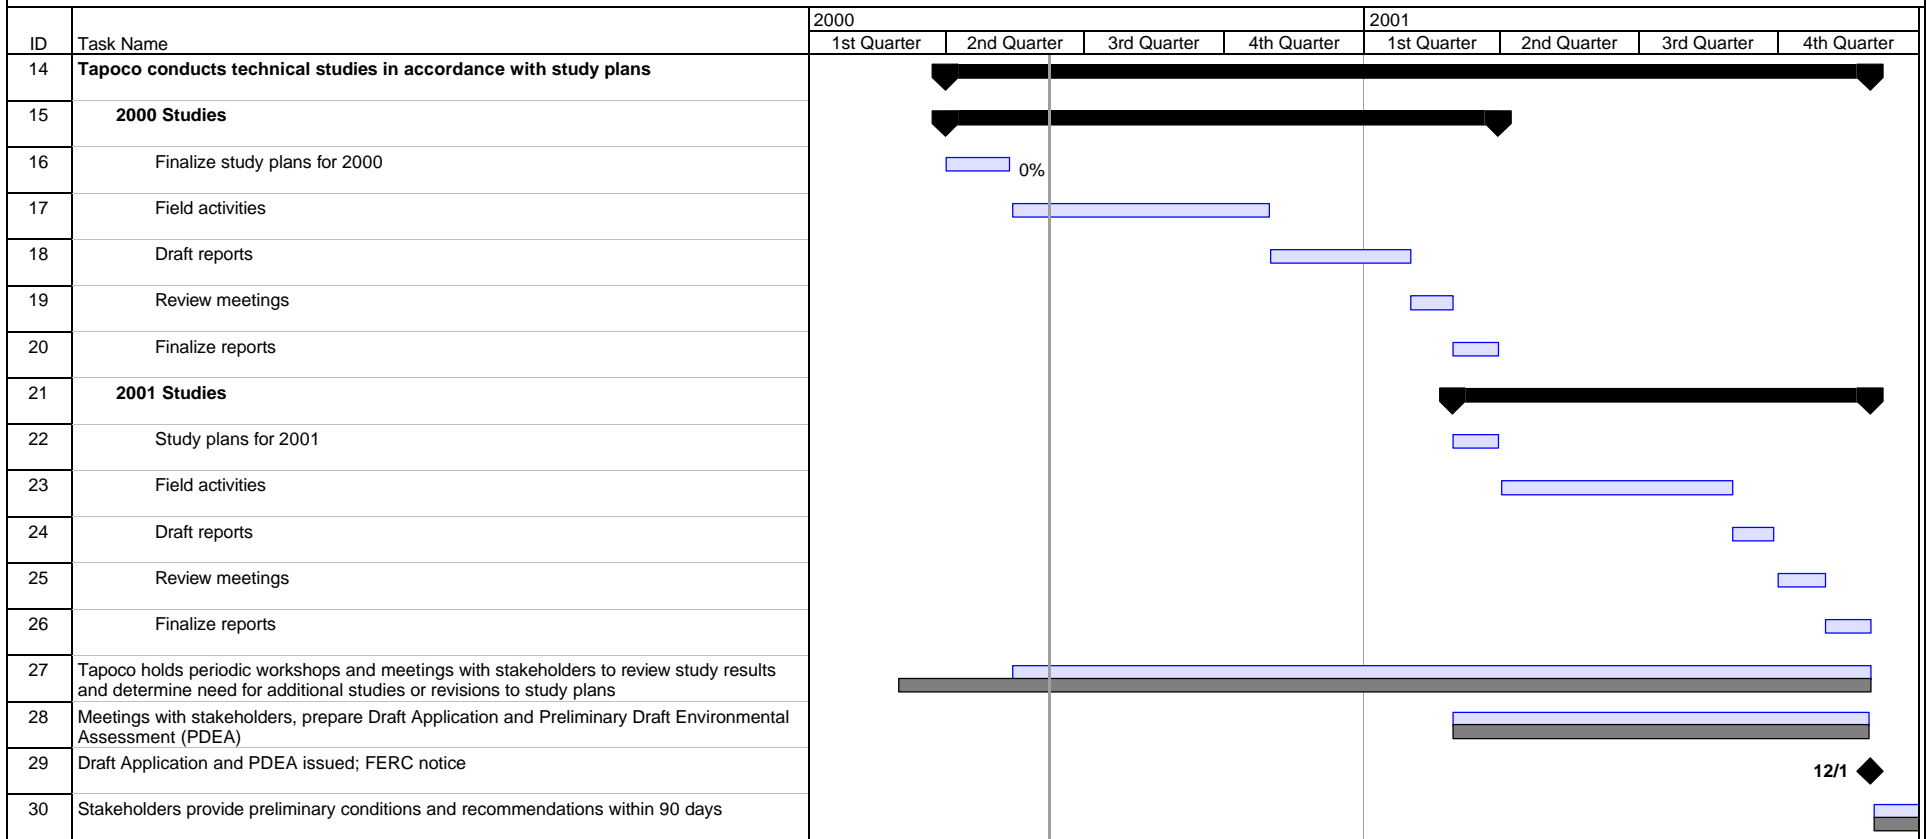 2000 2001
ID Task Name 1st Quarter 2nd Quarter 3rd Quarter 4th Quarter 1st Quarter 2nd Quarter 3rd Quarter 4th Quarter
14 Tapoco conducts technical studies in accordance with study plans
15 2000 Studies
16 Finalize study plans for 2000 0%
17 Field activities
18 Draft reports
19 Review meetings
20 Finalize reports
21 2001 Studies
22 Study plans for 2001
23 Field activities
24 Draft reports
25 Review meetings
26 Finalize reports
27 Tapoco holds periodic workshops and meetings with stakeholders to review study results
and determine need for additional studies or revisions to study plans
28 Meetings with stakeholders, prepare Draft Application and Preliminary Draft Environmental
Assessment (PDEA)
29 Draft Application and PDEA issued; FERC notice 12/1
30 Stakeholders provide preliminary conditions and recommendations within 90 days